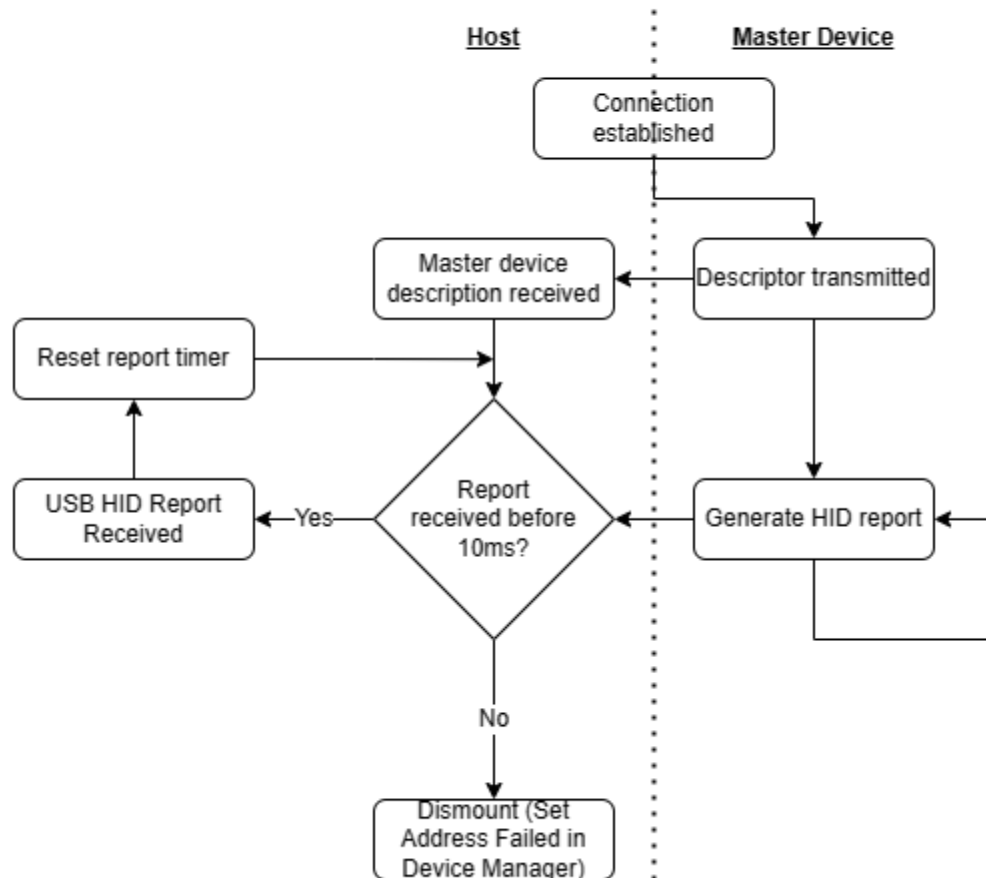 Host
Master Device
Connection
established
Master device
description received
Descriptor transmitted
Reset report timer
Report
received before
10ms?
USB HID Report
Received
Yes
Generate HID report
No
Dismount (Set
Address Failed in
Device Manager)